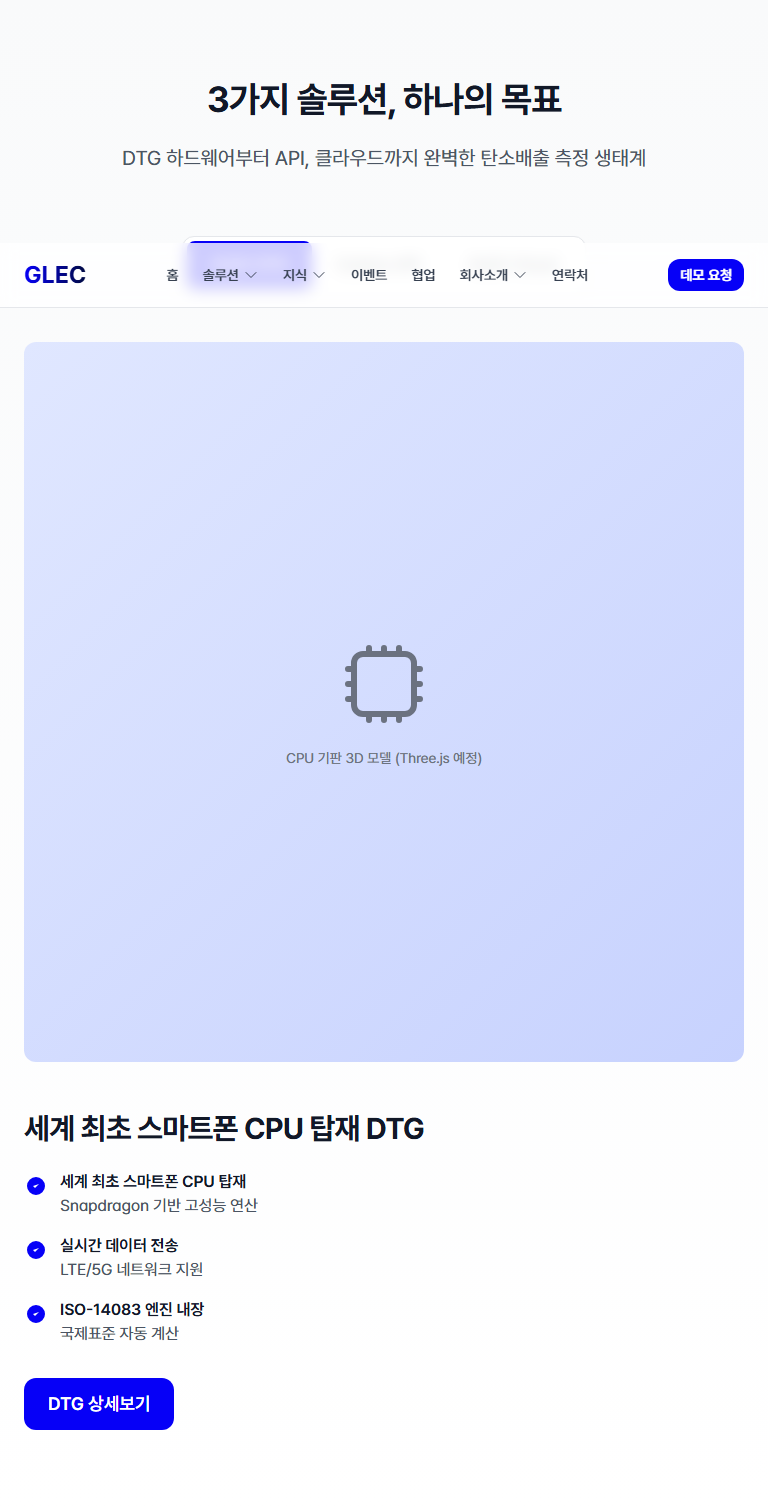 3가지 솔루션, 하나의 목표
DTG 하드웨어부터 API, 클라우드까지 완벽한 탄소배출 측정 생태계
GLEC 홈 솔루션 지식 이벤트 협업 회사소개 연락처 데모 요청
CPU 기판 3D 모델 (Three.js 예정)
세계 최초 스마트폰 CPU 탑재 DTG
세계 최초 스마트폰 CPU 탑재
Snapdragon 기반 고성능 연산
실시간 데이터 전송
LTE/5G 네트워크 지원
ISO-14083 엔진 내장
국제표준 자동 계산
DTG 상세보기